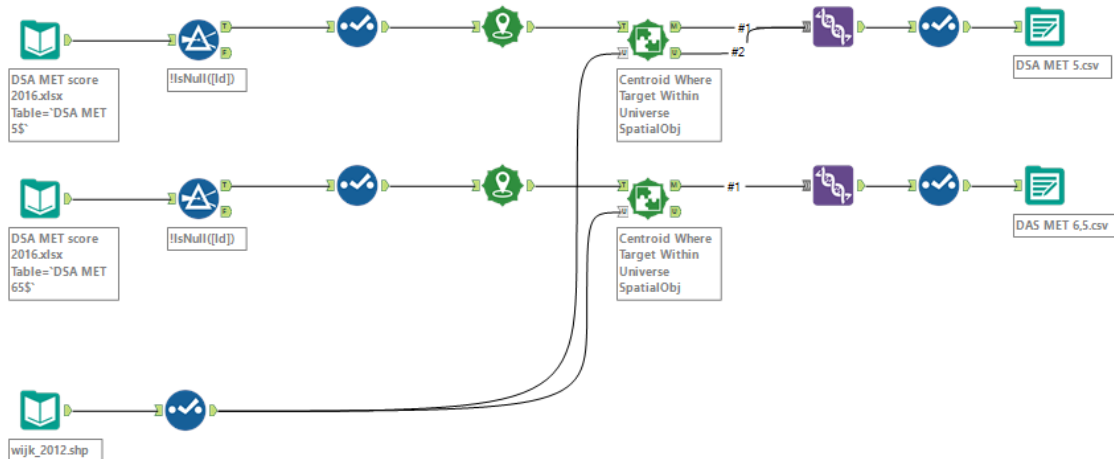 #1
#2
DSA MET score
2016.xlsx
Table=`DSA MET
5$`
!IsNull([Id])
Centroid Where
Target Within
Universe
SpatialObj
DSA MET 5.csv
#1
DSA MET score
2016.xlsx
Table=`DSA MET
65$`
!IsNull([Id])
Centroid Where
Target Within
Universe
SpatialObj
DAS MET 6,5.csv
wijk_2012.shp